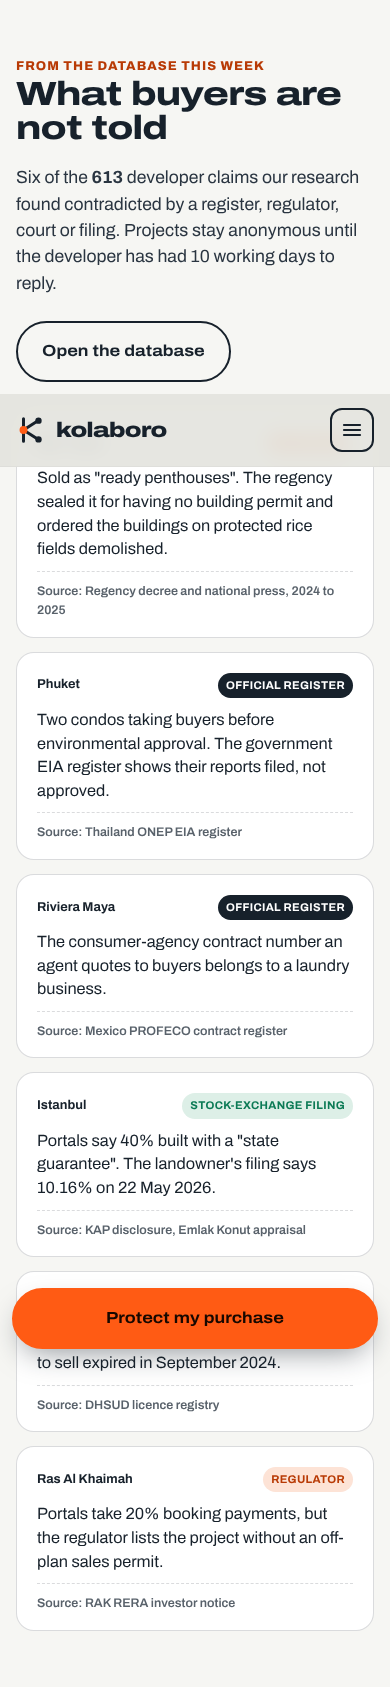 FROM THE DATABASE THIS WEEK
What buyers are
not told
Six of the 613 developer claims our research
found contradicted by a register, regulator,
court or filing. Projects stay anonymous until
the developer has had 10 working days to
reply.
Open the database
kolaboro
Sold as "ready penthouses". The regency
sealed it for having no building permit and
ordered the buildings on protected rice
fields demolished.
Source: Regency decree and national press, 2024 to
2025
Phuket
OFFICIAL REGISTER
Two condos taking buyers before
environmental approval. The government
EIA register shows their reports filed, not
approved.
Source: Thailand ONEP EIA register
Riviera Maya
OFFICIAL REGISTER
The consumer-agency contract number an
agent quotes to buyers belongs to a laundry
business.
Source: Mexico PROFECO contract register
Istanbul
STOCK-EXCHANGE FILING
Portals say 40% built with a "state
guarantee". The landowner's filing says
10.16% on 22 May 2026.
Source: KAP disclosure, Emlak Konut appraisal
Protect my purchase
to sell expired in September 2024.
Source: DHSUD licence registry
Ras Al Khaimah
REGULATOR
Portals take 20% booking payments, but
the regulator lists the project without an off-
plan sales permit.
Source: RAK RERA investor notice